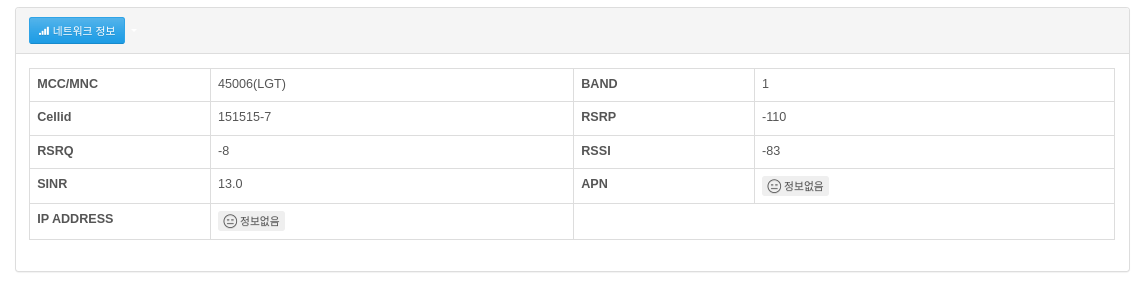 네트워크 정보
MCC/MNC 45006(LGT) BAND 1
Cellid 151515-7 RSRP -110
RSRQ -8 RSSI -83
SINR 13.0 APN 정보없음
IP ADDRESS 정보없음